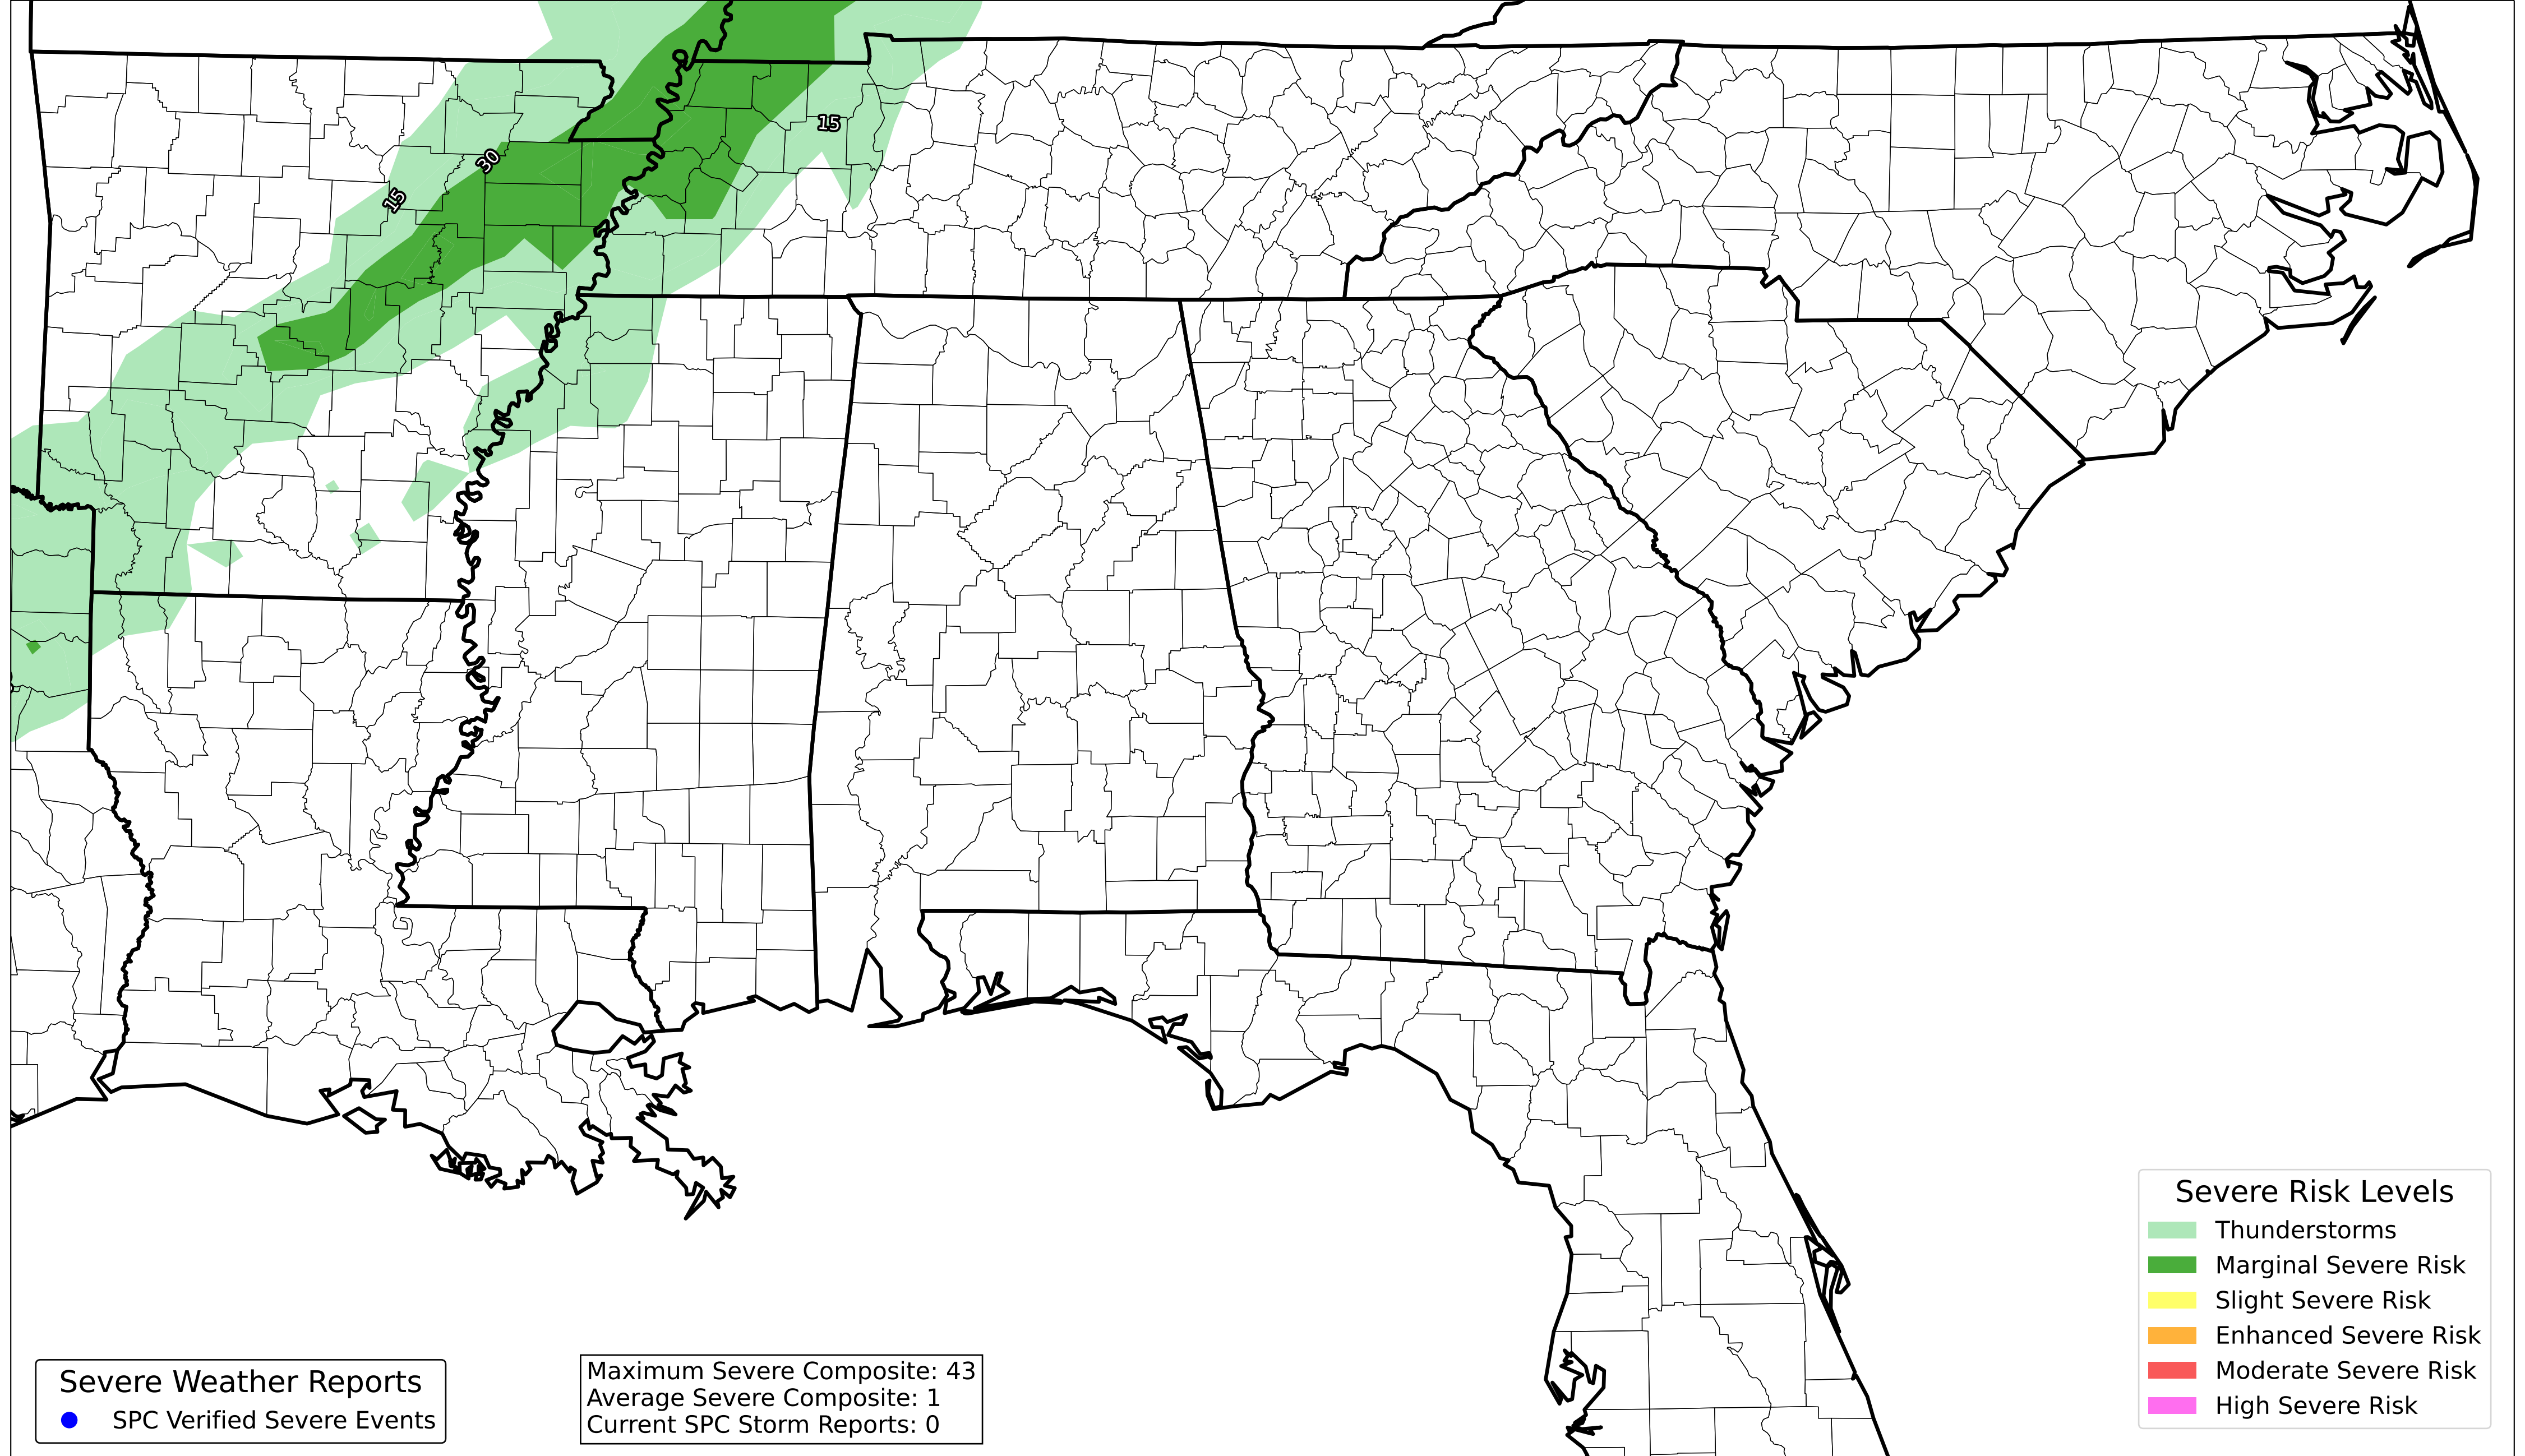 15
30
15
Severe Risk Levels
Thunderstorms
Marginal Severe Risk
Slight Severe Risk
Enhanced Severe Risk
Moderate Severe Risk
High Severe Risk
Severe Weather Reports
SPC Verified Severe Events
Maximum Severe Composite: 43
Average Severe Composite: 1
Current SPC Storm Reports: 0